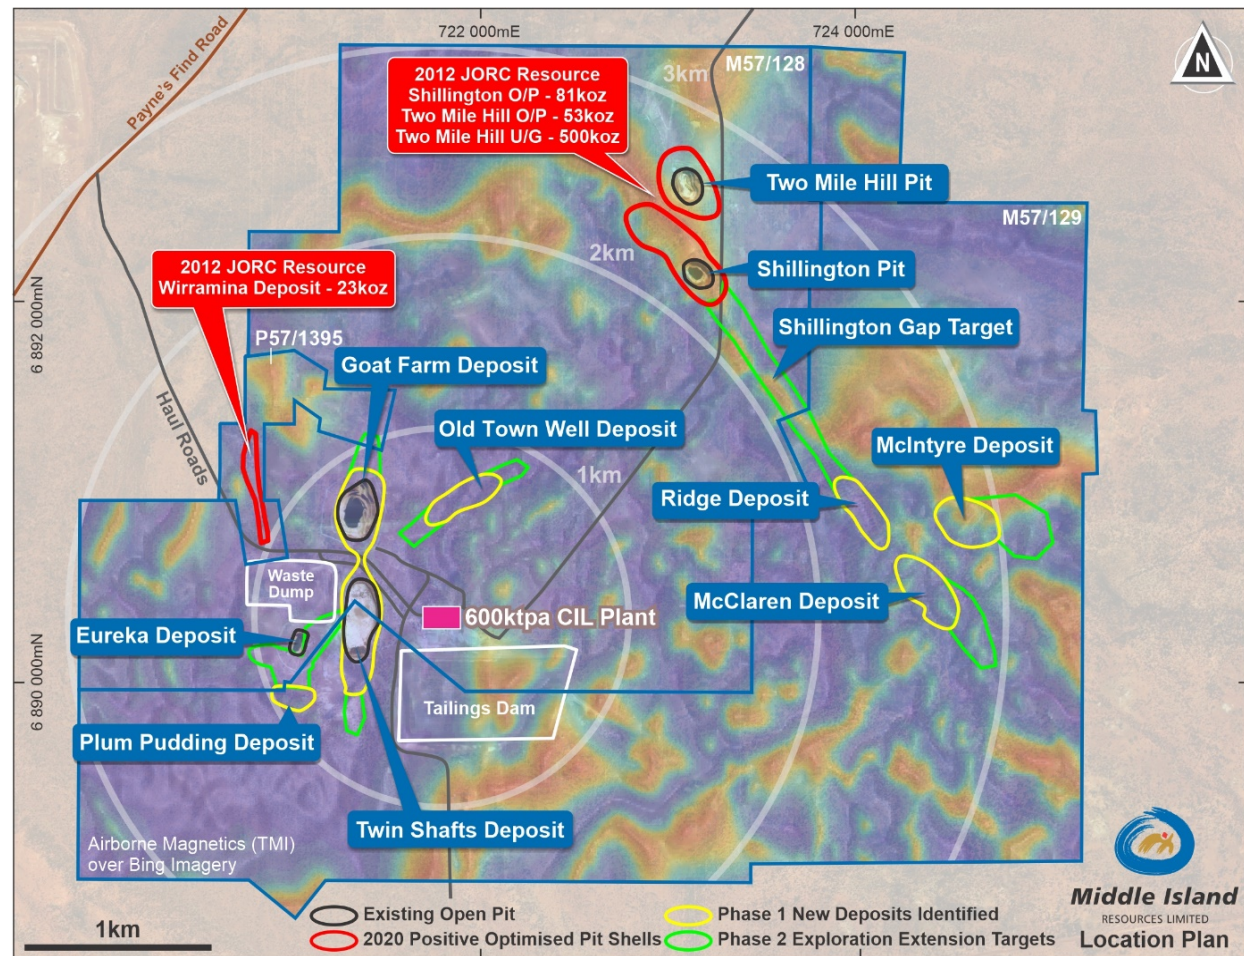 722 000mE
724 000mE
Payne's Find Road
3km
M57/128
N
2012 JORC Resource
Shillington O/P - 81koz
Two Mile Hill O/P - 53koz
Two Mile Hill U/G - 500koz
Two Mile Hill Pit
M57/129
2km
Shillington Pit
2012 JORC Resource
Wirramina Deposit - 23koz
6 892 000mN
Shillington Gap Target
P57/1395
Goat Farm Deposit
Haul Roads
Old Town Well Deposit
McIntyre Deposit
1km
Ridge Deposit
Waste
Dump
McClaren Deposit
600ktpa CIL Plant
Eureka Deposit
6 890 000mN
Tailings Dam
Plum Pudding Deposit
Twin Shafts Deposit
Airborne Magnetics (TMI)
over Bing Imagery
Middle Island
RESOURCES LIMITED
Location Plan
1km
Existing Open Pit
2020 Positive Optimised Pit Shells
Phase 1 New Deposits Identified
Phase 2 Exploration Extension Targets